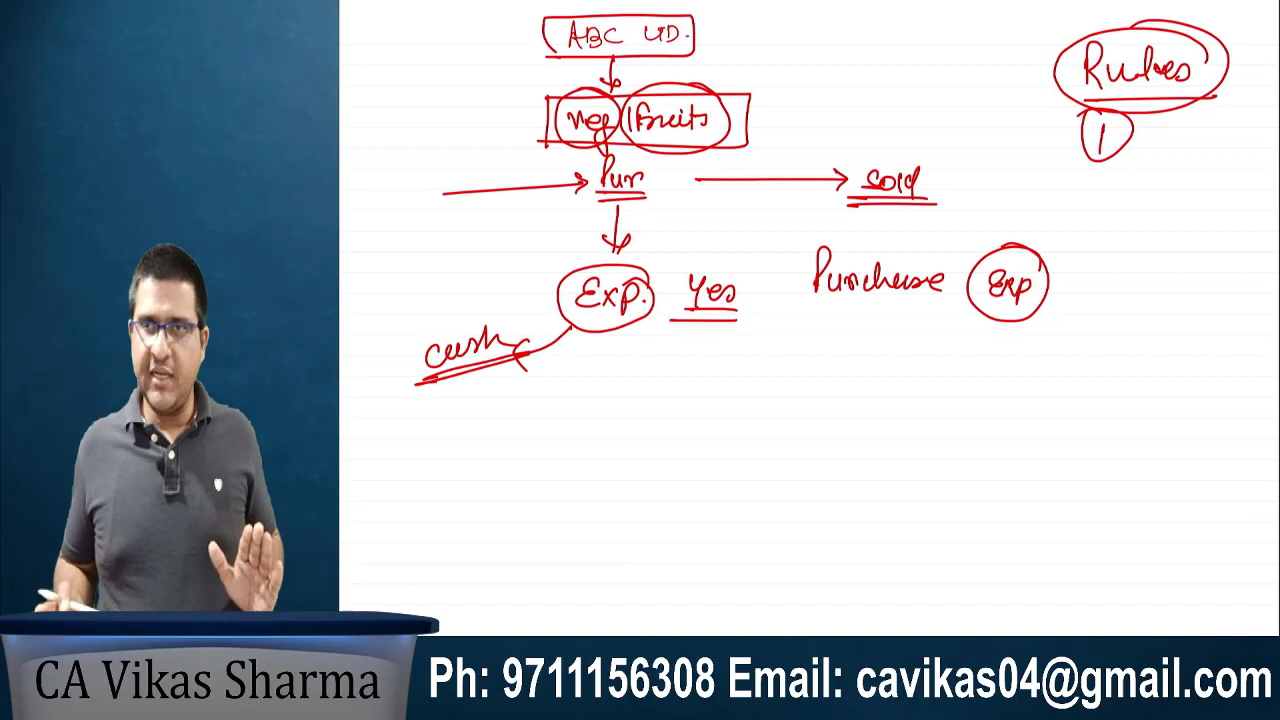 ABC LTD.
Rules
veg fruits
1
Pur
sold
Purchase Exp
Exp. Yes
cash
CA Vikas Sharma
Ph: 9711156308 Email: cavikas04@gmail.com